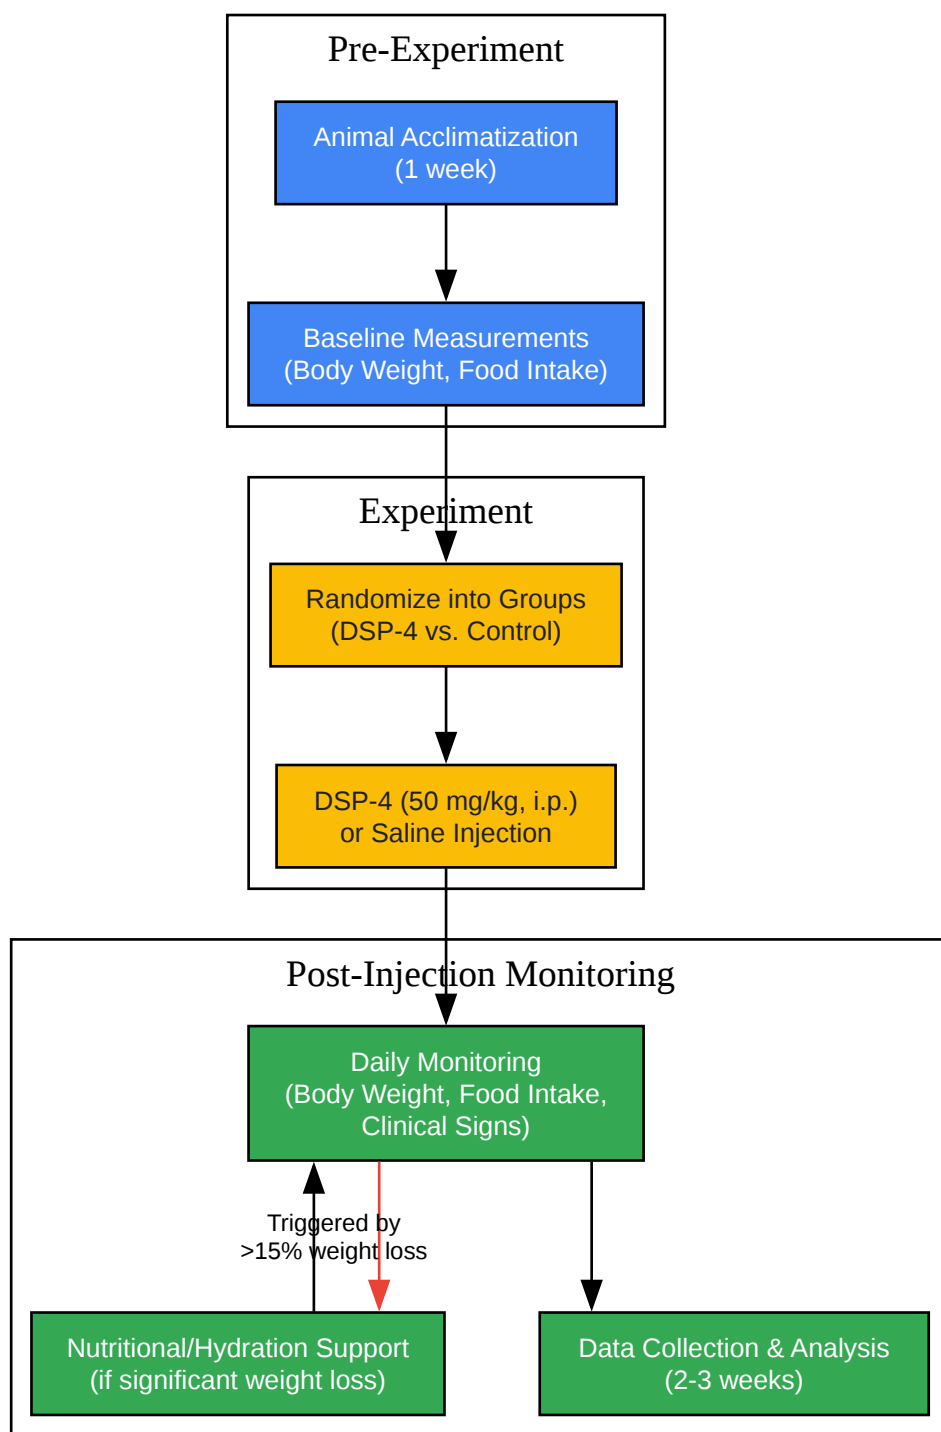 Pre-Experiment
Animal Acclimatization
(1 week)
Baseline Measurements
(Body Weight, Food Intake)
Experiment
Randomize into Groups
(DSP-4 vs. Control)
DSP-4 (50 mg/kg, i.p.)
or Saline Injection
Post-Injection Monitoring
Daily Monitoring
(Body Weight, Food Intake,
Clinical Signs)
Triggered by
>15% weight loss
Nutritional/Hydration Support
(if significant weight loss)
Data Collection & Analysis
(2-3 weeks)